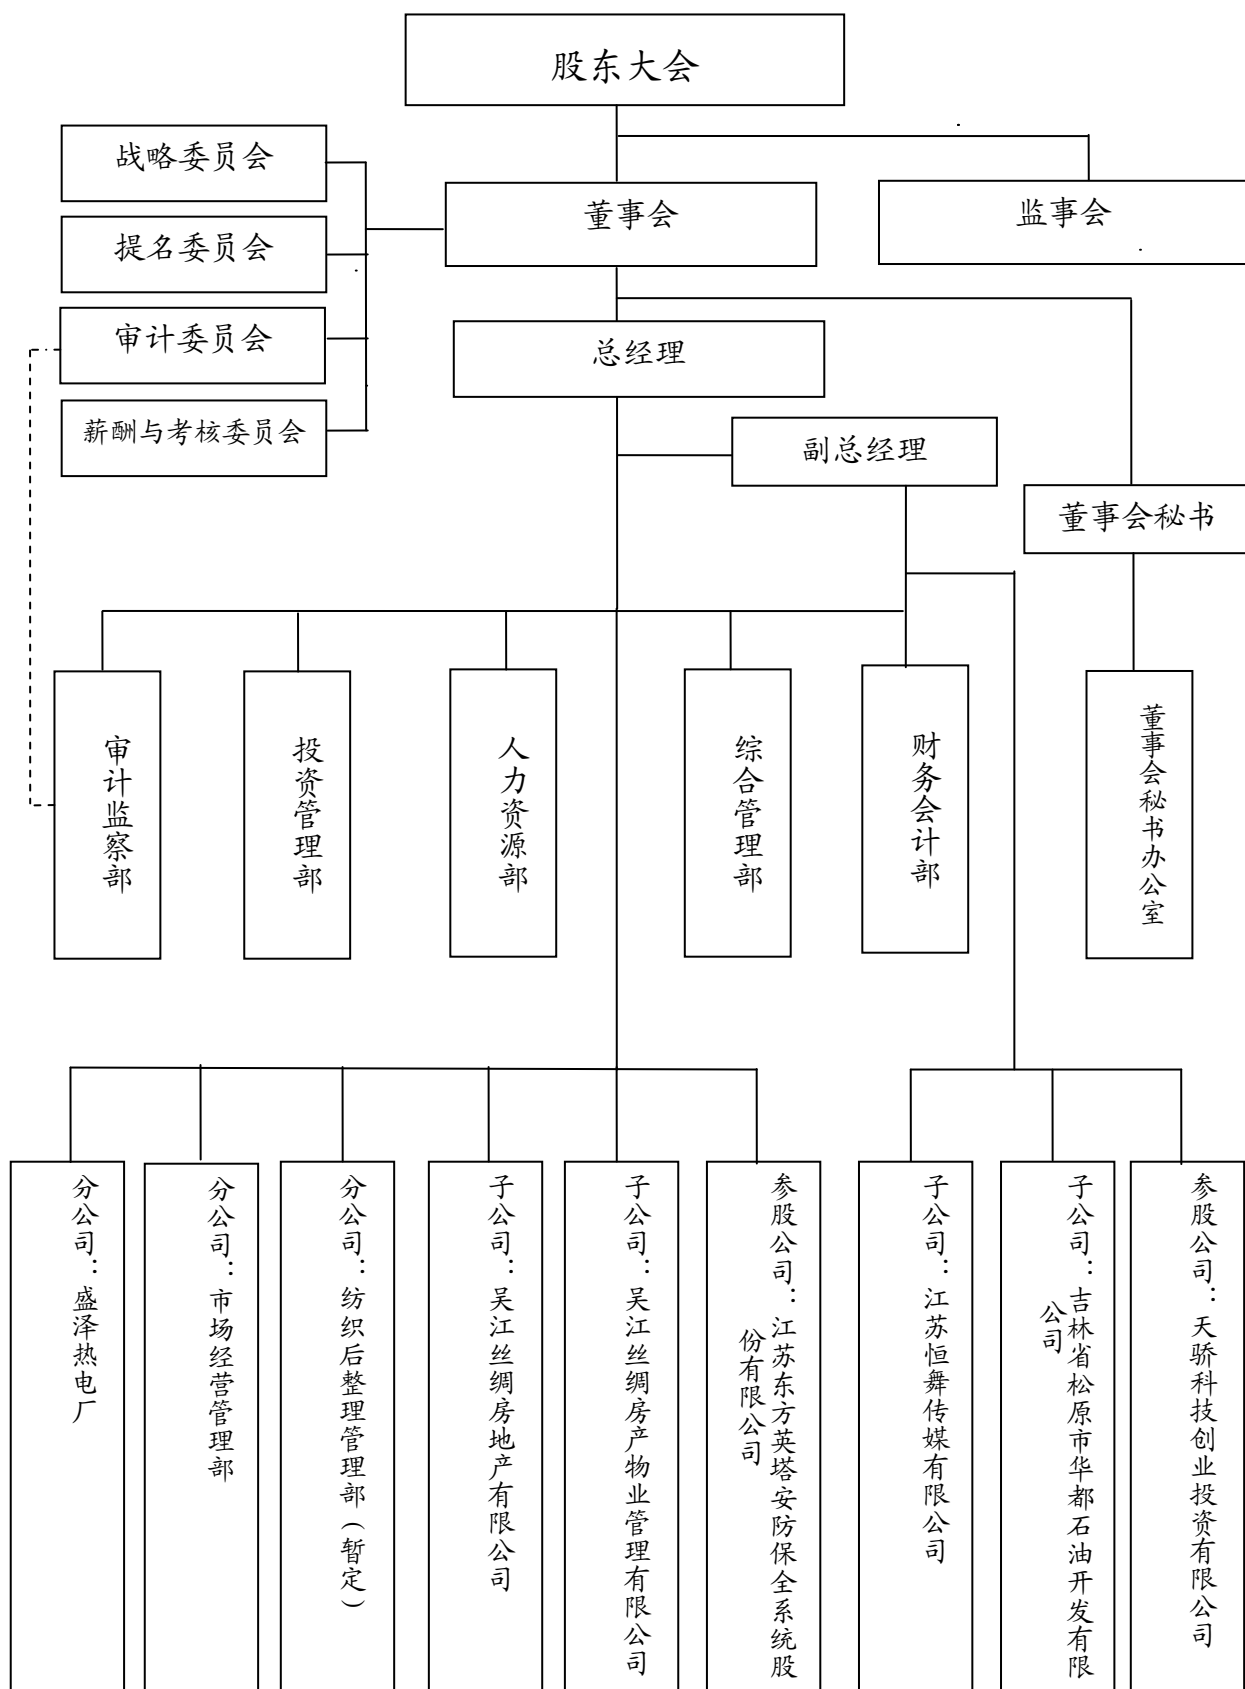 股东大会
战略委员会
董事会
监事会
提名委员会
审计委员会
总经理
薪酬与考核委员会
副总经理
董事会秘书
审计监察部
投资管理部
人力资源部
综合管理部
财务会计部
董事会秘书办公室
分公司：盛泽热电厂
分公司：市场经营管理部
分公司：纺织后整理管理部（暂定）
子公司：吴江丝绸房地产有限公司
子公司：吴江丝绸房产物业管理有限公司
参股公司：江苏东方英塔安防保全系统股
份有限公司
子公司：江苏恒舞传媒有限公司
子公司：吉林省松原市华都石油开发有限
公司
参股公司：天骄科技创业投资有限公司